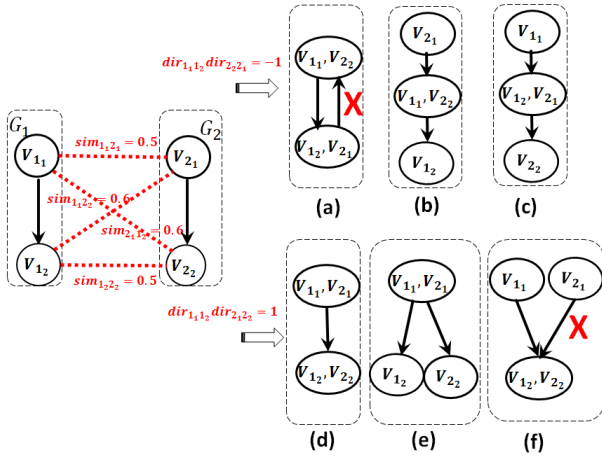 G₁
G₂
V₁₁
V₂₁
V₁₂
V₂₂
sim₁₁₂₁ = 0.5
sim₁₁₂₂ = 0.6
sim₂₁₁₂ = 0.6
sim₁₂₂₂ = 0.5
dir₁₁₁₂dir₂₂₂₁ = −1
V₁₁,V₂₂
X
V₁₂,V₂₁
(a)
V₂₁
V₁₁,V₂₂
V₁₂
(b)
V₁₁
V₁₂,V₂₁
V₂₂
(c)
dir₁₁₁₂dir₂₁₂₂ = 1
V₁₁,V₂₁
V₁₂,V₂₂
(d)
V₁₁,V₂₁
V₁₂
V₂₂
(e)
V₁₁
V₂₁
X
V₁₂,V₂₂
(f)